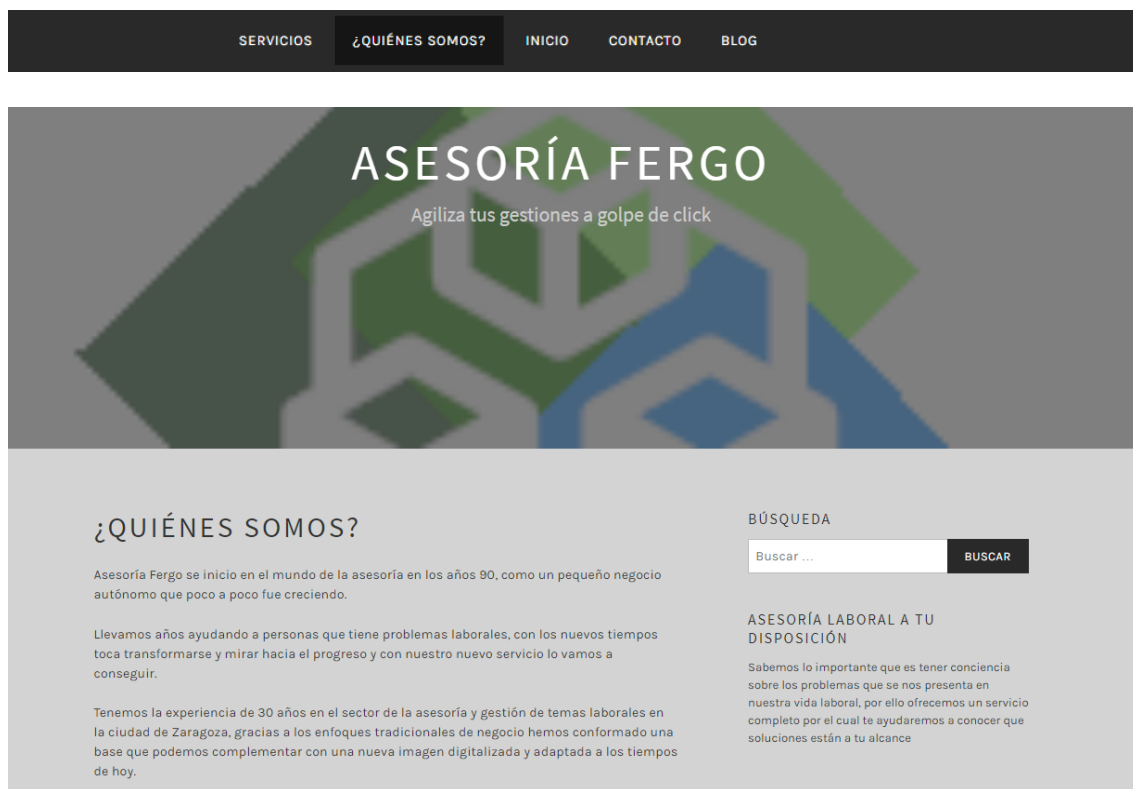 SERVICIOS ¿QUIÉNES SOMOS? INICIO CONTACTO BLOG
ASESORÍA FERGO
Agiliza tus gestiones a golpe de click
¿QUIÉNES SOMOS?
Asesoría Fergo se inicio en el mundo de la asesoría en los años 90, como un pequeño negocio
autónomo que poco a poco fue creciendo.
Llevamos años ayudando a personas que tiene problemas laborales, con los nuevos tiempos
toca transformarse y mirar hacia el progreso y con nuestro nuevo servicio lo vamos a
conseguir.
Tenemos la experiencia de 30 años en el sector de la asesoría y gestión de temas laborales en
la ciudad de Zaragoza, gracias a los enfoques tradicionales de negocio hemos conformado una
base que podemos complementar con una nueva imagen digitalizada y adaptada a los tiempos
de hoy.
BÚSQUEDA
Buscar ... BUSCAR
ASESORÍA LABORAL A TU
DISPOSICIÓN
Sabemos lo importante que es tener conciencia
sobre los problemas que se nos presenta en
nuestra vida laboral, por ello ofrecemos un servicio
completo por el cual te ayudaremos a conocer que
soluciones están a tu alcance